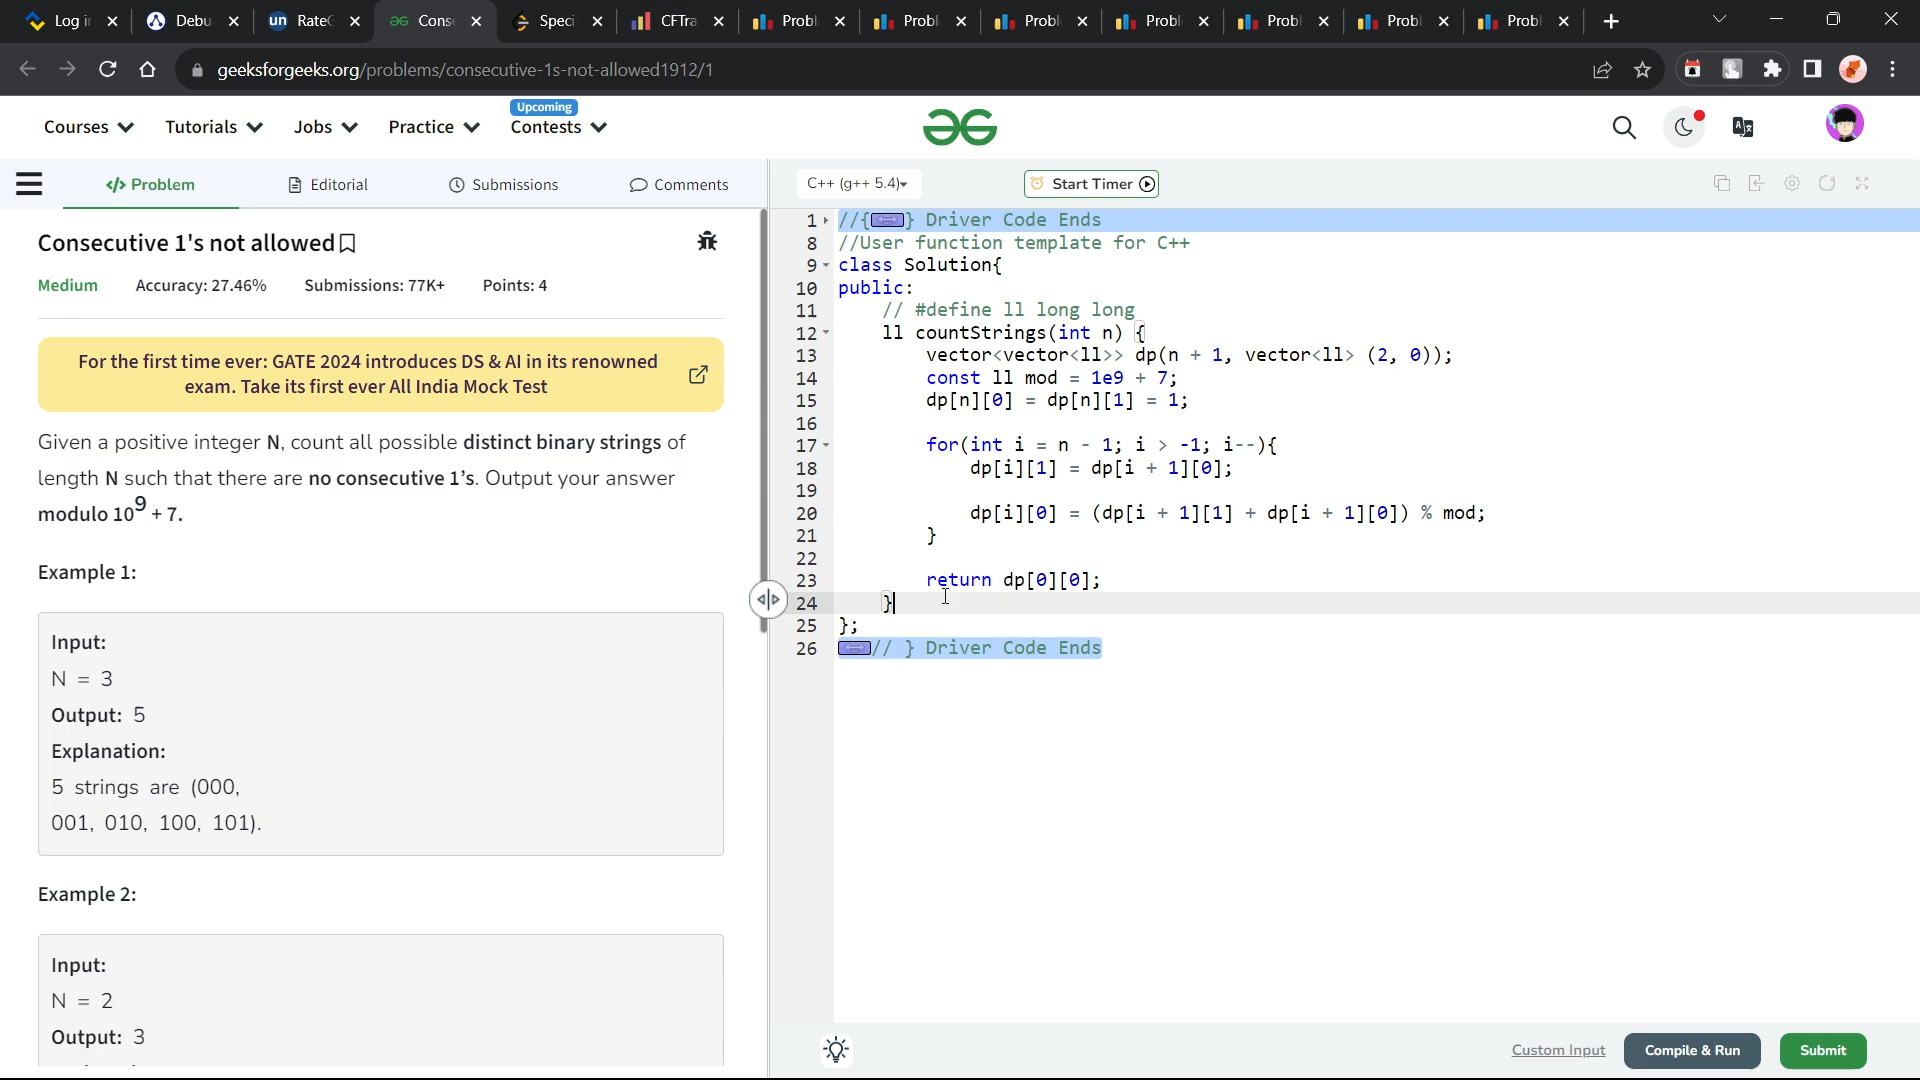 Log in
Debu
RateC
Cons
Speci
CFTra
Probl
Probl
Probl
Probl
Probl
Probl
Probl
geeksforgeeks.org/problems/consecutive-1s-not-allowed1912/1
Upcoming
Courses
Tutorials
Jobs
Practice
Contests
</> Problem
Editorial
Submissions
Comments
C++ (g++ 5.4)
Start Timer
Consecutive 1's not allowed
Medium Accuracy: 27.46% Submissions: 77K+ Points: 4
For the first time ever: GATE 2024 introduces DS & AI in its renowned
exam. Take its first ever All India Mock Test
Given a positive integer N, count all possible distinct binary strings of
length N such that there are no consecutive 1's. Output your answer
modulo 10⁹ + 7.
Example 1:
Input:
N = 3
Output: 5
Explanation:
5 strings are (000,
001, 010, 100, 101).
Example 2:
Input:
N = 2
Output: 3
1 //{ } Driver Code Ends
8 //User function template for C++
9 class Solution{
10 public:
11 // #define ll long long
12 ll countStrings(int n) {
13 vector<vector<ll>> dp(n + 1, vector<ll> (2, 0));
14 const ll mod = 1e9 + 7;
15 dp[n][0] = dp[n][1] = 1;
16
17 for(int i = n - 1; i > -1; i--){
18 dp[i][1] = dp[i + 1][0];
19
20 dp[i][0] = (dp[i + 1][1] + dp[i + 1][0]) % mod;
21 }
22
23 return dp[0][0];
24 }
25 };
26 // } Driver Code Ends
Custom Input
Compile & Run
Submit